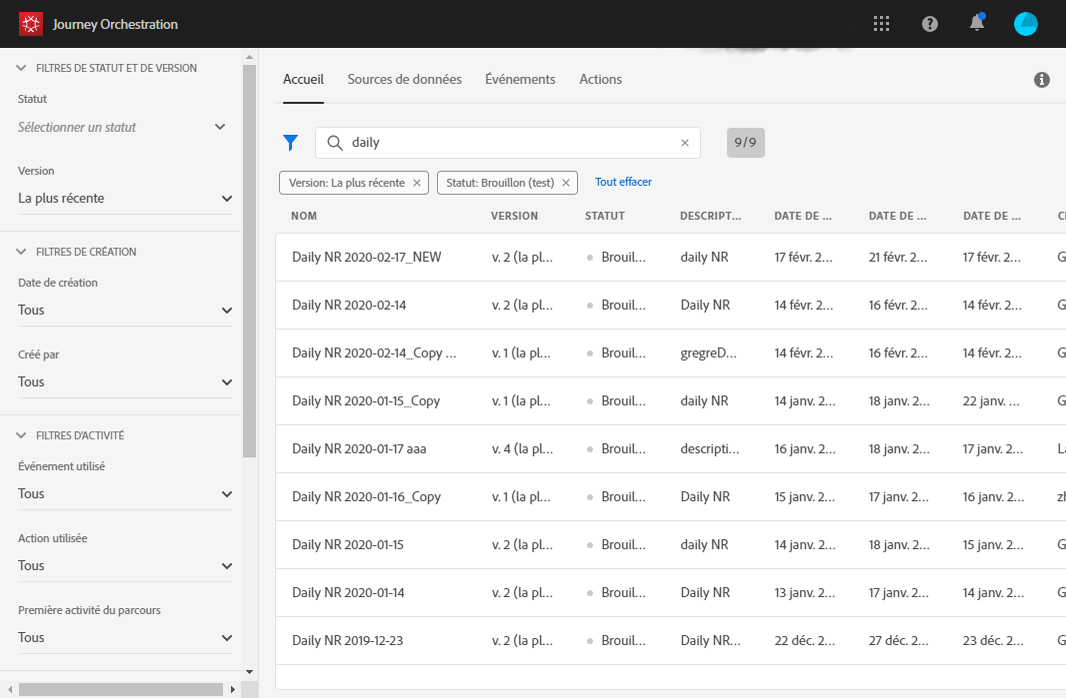 Journey Orchestration
FILTRES DE STATUT ET DE VERSION
Statut
Sélectionner un statut
Version
La plus récente
FILTRES DE CRÉATION
Date de création
Tous
Créé par
Tous
FILTRES D'ACTIVITÉ
Événement utilisé
Tous
Action utilisée
Tous
Première activité du parcours
Tous
Accueil Sources de données Événements Actions
daily 9/9
Version: La plus récente Statut: Brouillon (test) Tout effacer
NOM VERSION STATUT DESCRIPT... DATE DE ... DATE DE ... DATE DE ...
Daily NR 2020-02-17_NEW v. 2 (la pl... Brouil... daily NR 17 févr. 2... 21 févr. 2... 17 févr. 2... G
Daily NR 2020-02-14 v. 2 (la pl... Brouil... Daily NR 14 févr. 2... 16 févr. 2... 14 févr. 2... G
Daily NR 2020-02-14_Copy ... v. 1 (la pl... Brouil... gregreD... 14 févr. 2... 16 févr. 2... 14 févr. 2... G
Daily NR 2020-01-15_Copy v. 1 (la pl... Brouil... daily NR 14 janv. 2... 18 janv. 2... 22 janv. ... G
Daily NR 2020-01-17 aaa v. 4 (la pl... Brouil... descripti... 16 janv. 2... 18 janv. 2... 17 janv. 2... La
Daily NR 2020-01-16_Copy v. 1 (la pl... Brouil... Daily NR 15 janv. 2... 17 janv. 2... 16 janv. 2... zh
Daily NR 2020-01-15 v. 2 (la pl... Brouil... daily NR 14 janv. 2... 18 janv. 2... 15 janv. 2... G
Daily NR 2020-01-14 v. 2 (la pl... Brouil... Daily NR 13 janv. 2... 17 janv. 2... 14 janv. 2... G
Daily NR 2019-12-23 v. 2 (la pl... Brouil... Daily NR... 22 déc. 2... 27 déc. 2... 23 déc. 2... G